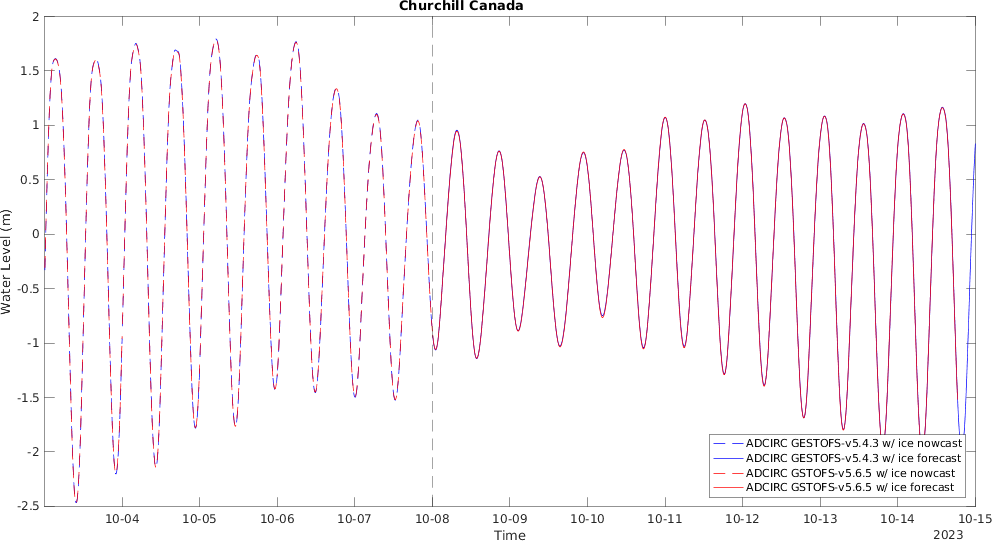 Churchill Canada
2
1.5
1
0.5
0
-0.5
-1
-1.5
-2
-2.5
Water Level (m)
ADCIRC GESTOFS-v5.4.3 w/ ice nowcast
ADCIRC GESTOFS-v5.4.3 w/ ice forecast
ADCIRC GSTOFS-v5.6.5 w/ ice nowcast
ADCIRC GSTOFS-v5.6.5 w/ ice forecast
10-04 10-05 10-06 10-07 10-08 10-09 10-10 10-11 10-12 10-13 10-14 10-15
Time
2023